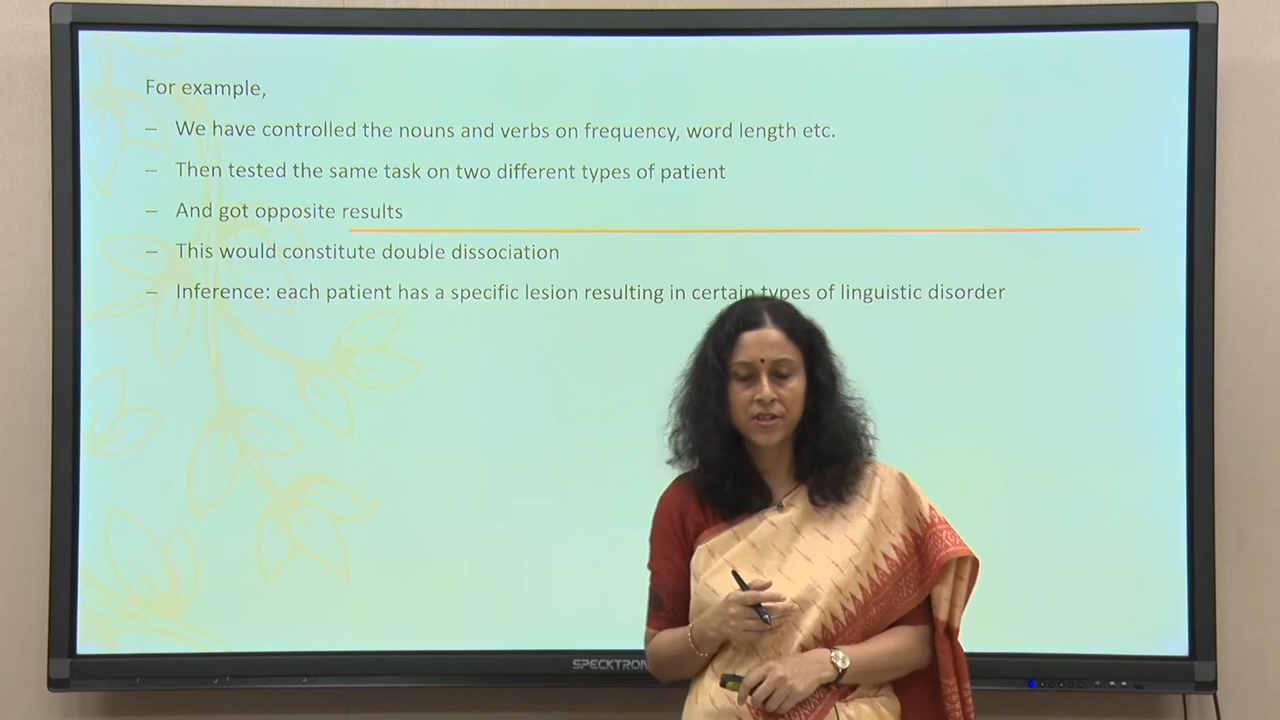 For example,
– We have controlled the nouns and verbs on frequency, word length etc.
– Then tested the same task on two different types of patient
– And got opposite results
– This would constitute double dissociation
– Inference: each patient has a specific lesion resulting in certain types of linguistic disorder
SPECKTRON